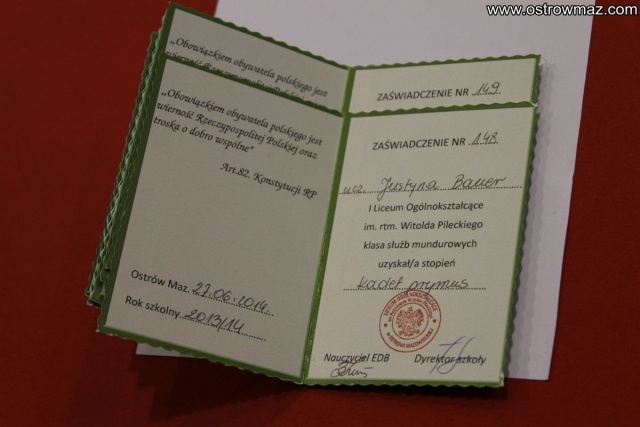 www.ostrowmaz.com
„Obowiązkiem obywatela polskiego jest
ZAŚWIADCZENIE NR 149
„Obowiązkiem obywatela polskiego jest
wierność Rzeczypospolitej Polskiej oraz
troska o dobro wspólne”
Art.82. Konstytucji RP
Ostrów Maz. 27.06.2014
Rok szkolny 2013/14
ZAŚWIADCZENIE NR 148
ucz. Justyna Bauer
I Liceum Ogólnokształcące
im. rtm. Witolda Pileckiego
klasa służb mundurowych
uzyskał/a stopień
kadet prymus
Nauczyciel EDB
Dyrektor szkoły